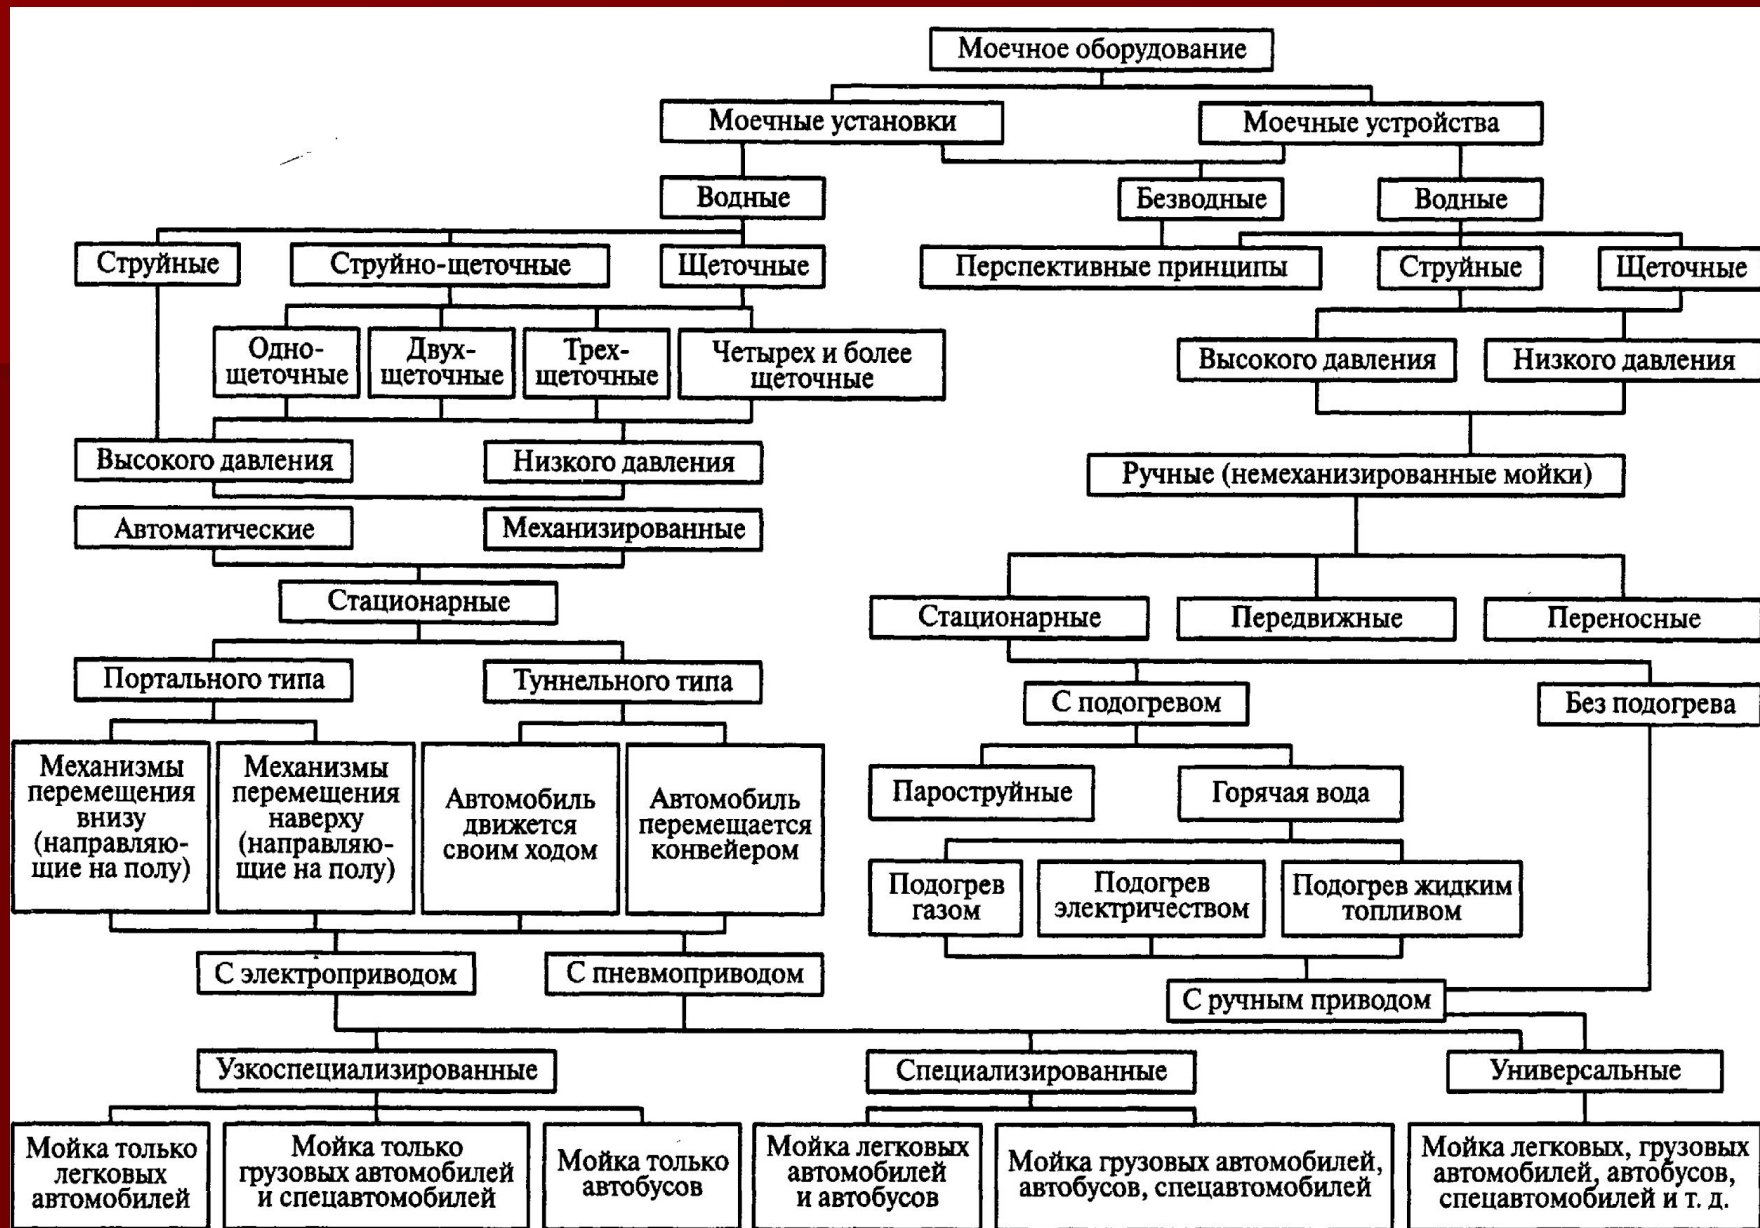 Моечное оборудование
Моечные установки
Моечные устройства
Водные
Безводные
Водные
Струйные
Струйно-щеточные
Щеточные
Перспективные принципы
Струйные
Щеточные
Одно-
щеточные
Двух-
щеточные
Трех-
щеточные
Четырех и более
щеточные
Высокого давления
Низкого давления
Высокого давления
Низкого давления
Ручные (немеханизированные мойки)
Автоматические
Механизированные
Стационарные
Стационарные
Передвижные
Переносные
Портального типа
Туннельного типа
С подогревом
Без подогрева
Механизмы
перемещения
внизу
(направляю-
щие на полу)
Механизмы
перемещения
наверху
(направляю-
щие на полу)
Автомобиль
движется
своим ходом
Автомобиль
перемещается
конвейером
Пароструйные
Горячая вода
Подогрев
газом
Подогрев
электричеством
Подогрев жидким
топливом
С электроприводом
С пневмоприводом
С ручным приводом
Узкоспециализированные
Специализированные
Универсальные
Мойка только
легковых
автомобилей
Мойка только
грузовых автомобилей
и спецавтомобилей
Мойка только
автобусов
Мойка легковых
автомобилей
и автобусов
Мойка грузовых автомобилей,
автобусов, спецавтомобилей
Мойка легковых, грузовых
автомобилей, автобусов,
спецавтомобилей и т. д.